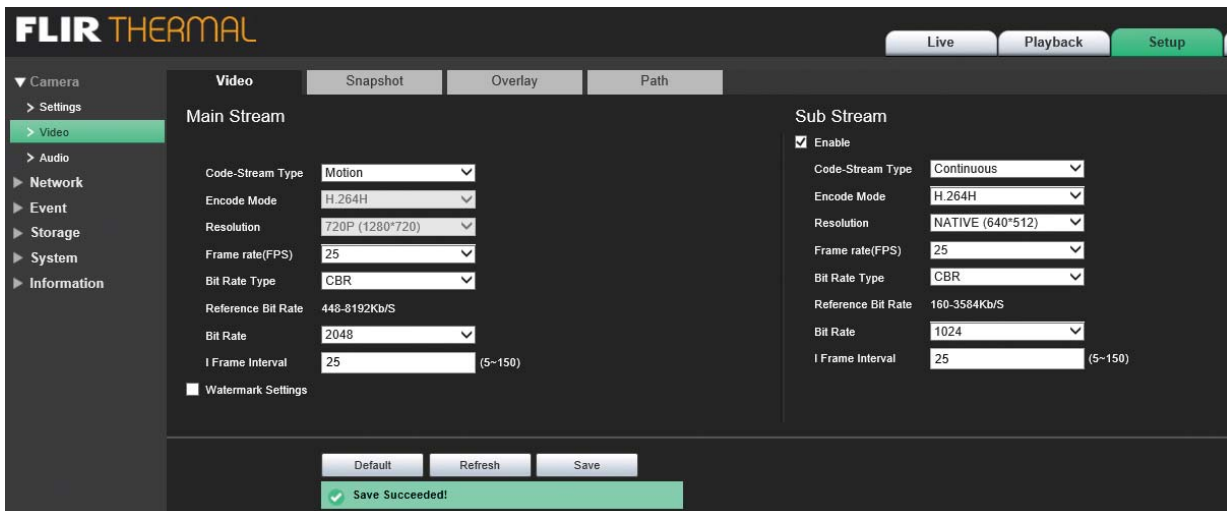 FLIR THERMAL
Live Playback Setup
Camera
> Settings
> Video
> Audio
Network
Event
Storage
System
Information
Video Snapshot Overlay Path
Main Stream
Code-Stream Type Motion
Encode Mode H.264H
Resolution 720P (1280*720)
Frame rate(FPS) 25
Bit Rate Type CBR
Reference Bit Rate 448-8192Kb/S
Bit Rate 2048
I Frame Interval 25 (5~150)
Watermark Settings
Sub Stream
Enable
Code-Stream Type Continuous
Encode Mode H.264H
Resolution NATIVE (640*512)
Frame rate(FPS) 25
Bit Rate Type CBR
Reference Bit Rate 160-3584Kb/S
Bit Rate 1024
I Frame Interval 25 (5~150)
Default Refresh Save
Save Succeeded!